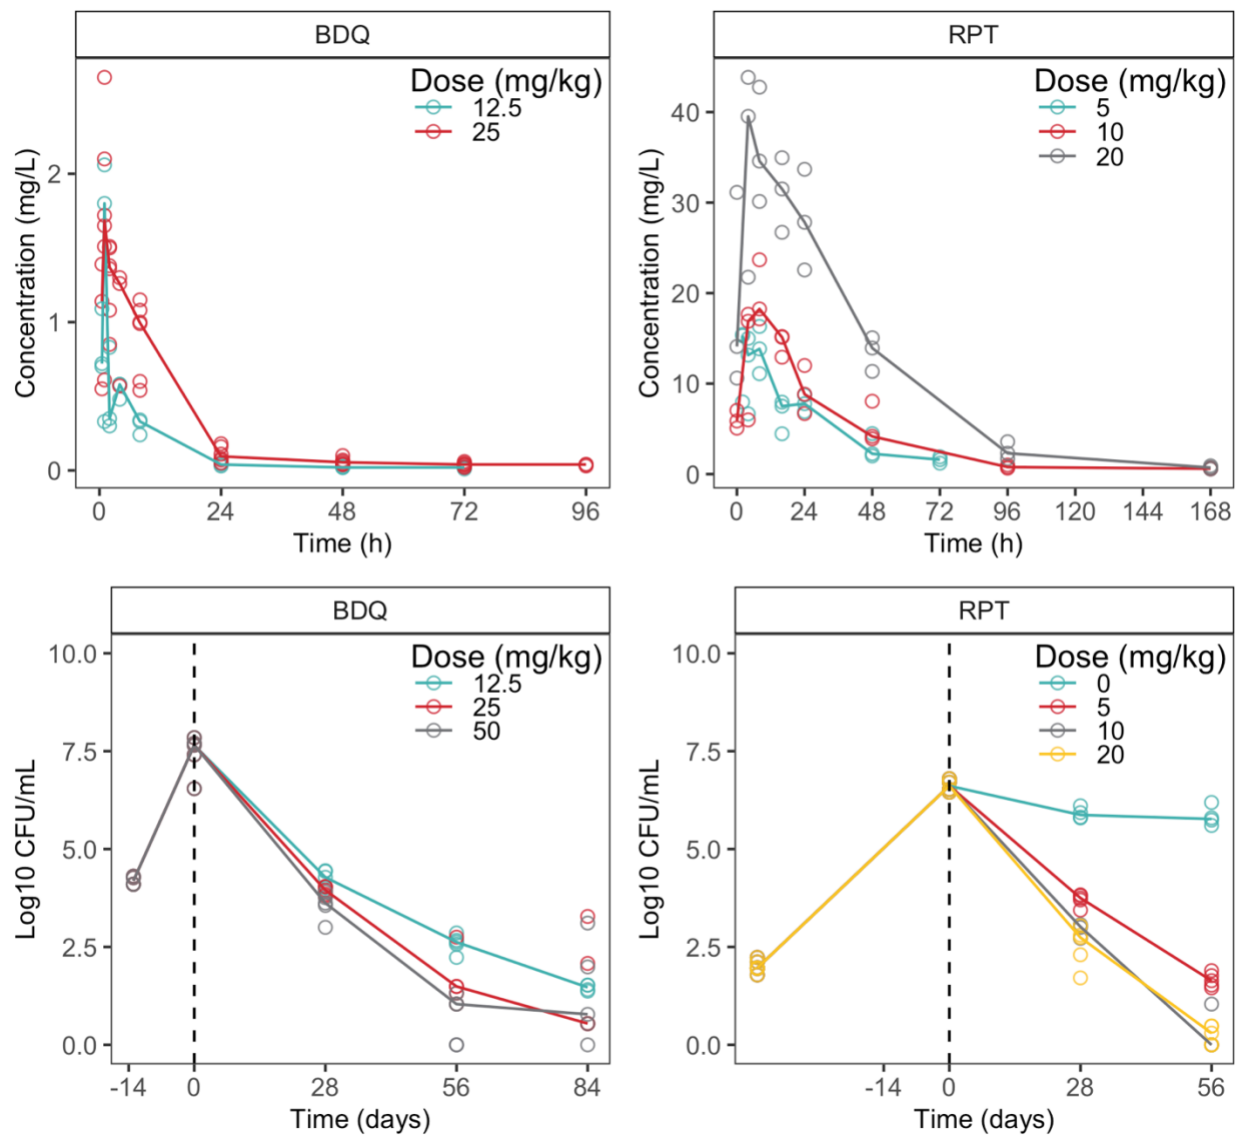 BDQ
Dose (mg/kg)
12.5
25
Concentration (mg/L)
2
1
0
0 24 48 72 96
Time (h)
RPT
Dose (mg/kg)
5
10
20
Concentration (mg/L)
40
30
20
10
0
0 24 48 72 96 120 144 168
Time (h)
BDQ
Dose (mg/kg)
12.5
25
50
Log10 CFU/mL
10.0
7.5
5.0
2.5
0.0
-14 0 28 56 84
Time (days)
RPT
Dose (mg/kg)
0
5
10
20
Log10 CFU/mL
10.0
7.5
5.0
2.5
0.0
-14 0 28 56
Time (days)